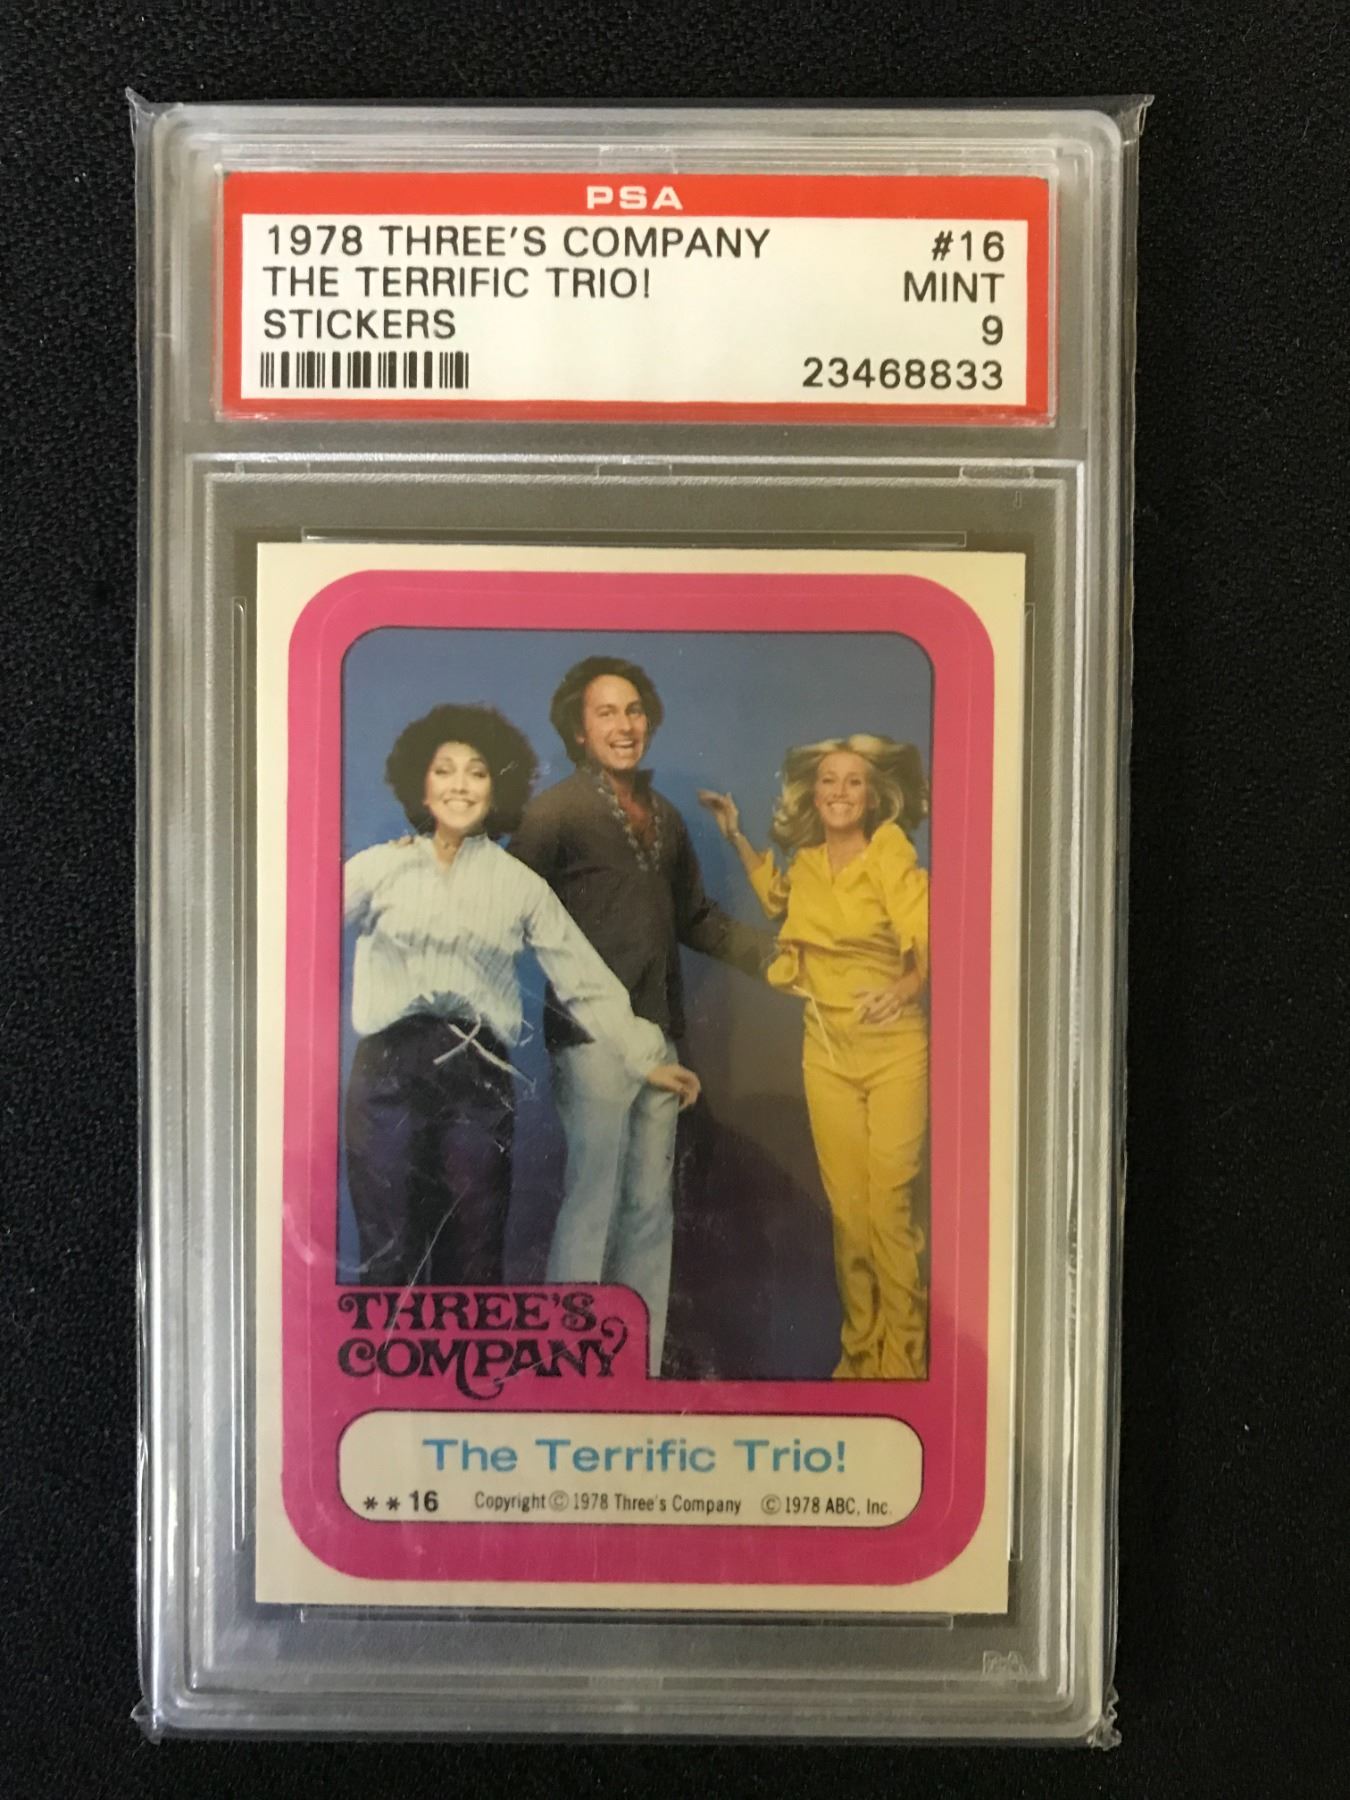 PSA
1978 THREE'S COMPANY #16
THE TERRIFIC TRIO! MINT
STICKERS 9
23468833
THREE'S
COMPANY
The Terrific Trio!
**16 Copyright © 1978 Three's Company © 1978 ABC, Inc.
PSA